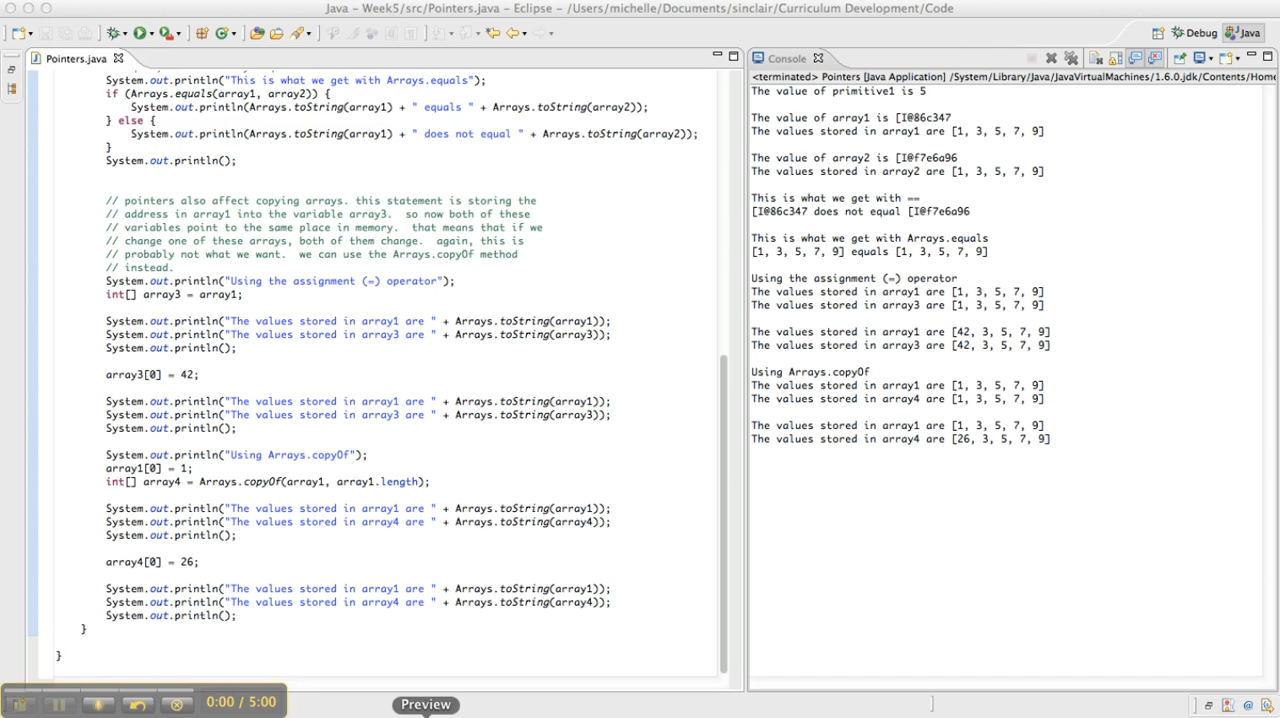 Java - Week5/src/Pointers.java - Eclipse - /Users/michelle/Documents/sinclair/Curriculum Development/Code
Debug
Java
Pointers.java
System.out.println("This is what we get with Arrays.equals");
if (Arrays.equals(array1, array2)) {
System.out.println(Arrays.toString(array1) + " equals " + Arrays.toString(array2));
} else {
System.out.println(Arrays.toString(array1) + " does not equal " + Arrays.toString(array2));
}
System.out.println();
// pointers also affect copying arrays. this statement is storing the
// address in array1 into the variable array3.  so now both of these
// variables point to the same place in memory.  that means that if we
// change one of these arrays, both of them change.  again, this is
// probably not what we want.  we can use the Arrays.copyOf method
// instead.
System.out.println("Using the assignment (=) operator");
int[] array3 = array1;
System.out.println("The values stored in array1 are " + Arrays.toString(array1));
System.out.println("The values stored in array3 are " + Arrays.toString(array3));
System.out.println();
array3[0] = 42;
System.out.println("The values stored in array1 are " + Arrays.toString(array1));
System.out.println("The values stored in array3 are " + Arrays.toString(array3));
System.out.println();
System.out.println("Using Arrays.copyOf");
array1[0] = 1;
int[] array4 = Arrays.copyOf(array1, array1.length);
System.out.println("The values stored in array1 are " + Arrays.toString(array1));
System.out.println("The values stored in array4 are " + Arrays.toString(array4));
System.out.println();
array4[0] = 26;
System.out.println("The values stored in array1 are " + Arrays.toString(array1));
System.out.println("The values stored in array4 are " + Arrays.toString(array4));
System.out.println();
}
}
Console
<terminated> Pointers [Java Application] /System/Library/Java/JavaVirtualMachines/1.6.0.jdk/Contents/Home
The value of primitive1 is 5
The value of array1 is [I@86c347
The values stored in array1 are [1, 3, 5, 7, 9]
The value of array2 is [I@f7e6a96
The values stored in array2 are [1, 3, 5, 7, 9]
This is what we get with ==
[I@86c347 does not equal [I@f7e6a96
This is what we get with Arrays.equals
[1, 3, 5, 7, 9] equals [1, 3, 5, 7, 9]
Using the assignment (=) operator
The values stored in array1 are [1, 3, 5, 7, 9]
The values stored in array3 are [1, 3, 5, 7, 9]
The values stored in array1 are [42, 3, 5, 7, 9]
The values stored in array3 are [42, 3, 5, 7, 9]
Using Arrays.copyOf
The values stored in array1 are [1, 3, 5, 7, 9]
The values stored in array4 are [1, 3, 5, 7, 9]
The values stored in array1 are [1, 3, 5, 7, 9]
The values stored in array4 are [26, 3, 5, 7, 9]
0:00 / 5:00
Preview